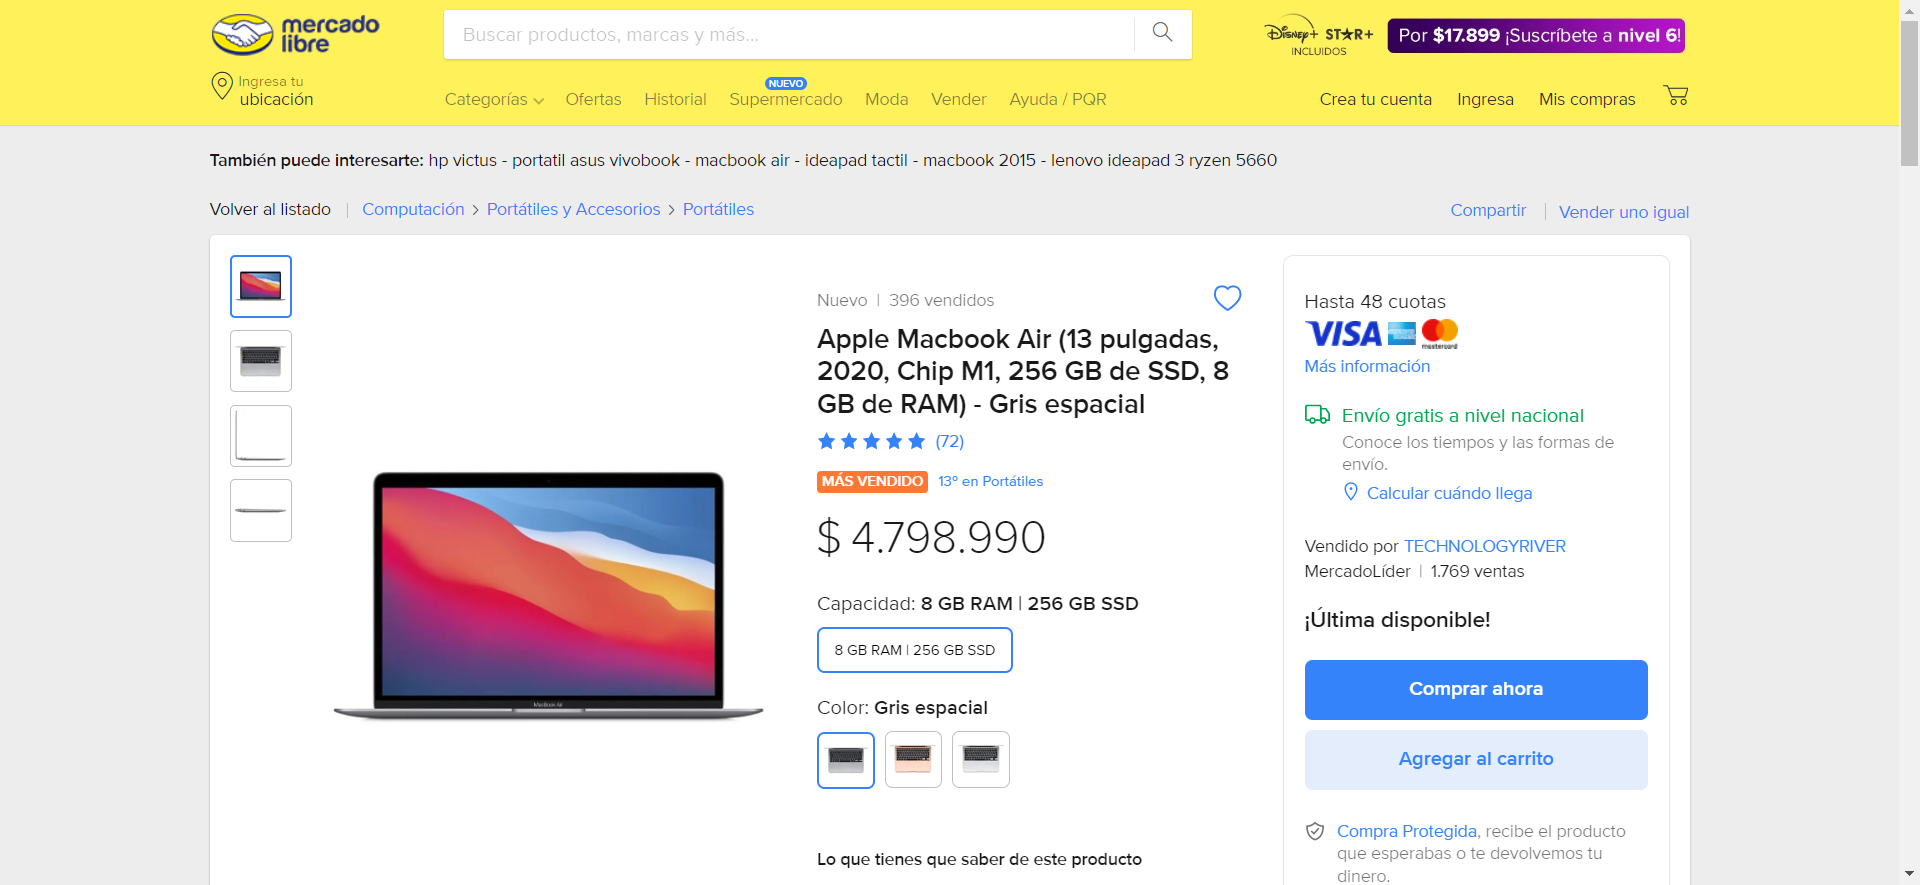 mercado libre
Buscar productos, marcas y más...
Disney+ STAR+
INCLUIDOS
Por $17.899 ¡Suscríbete a nivel 6!
Ingresa tu
ubicación
Categorías
Ofertas
Historial
NUEVO
Supermercado
Moda
Vender
Ayuda / PQR
Crea tu cuenta
Ingresa
Mis compras
También puede interesarte: hp victus - portatil asus vivobook - macbook air - ideapad tactil - macbook 2015 - lenovo ideapad 3 ryzen 5660
Volver al listado | Computación > Portátiles y Accesorios > Portátiles
Compartir | Vender uno igual
Nuevo | 396 vendidos
Apple Macbook Air (13 pulgadas,
2020, Chip M1, 256 GB de SSD, 8
GB de RAM) - Gris espacial
(72)
MÁS VENDIDO 13º en Portátiles
$ 4.798.990
Capacidad: 8 GB RAM | 256 GB SSD
8 GB RAM | 256 GB SSD
Color: Gris espacial
MacBook Air
Lo que tienes que saber de este producto
Hasta 48 cuotas
VISA
mastercard
Más información
Envío gratis a nivel nacional
Conoce los tiempos y las formas de
envío.
Calcular cuándo llega
Vendido por TECHNOLOGYRIVER
MercadoLíder | 1.769 ventas
¡Última disponible!
Comprar ahora
Agregar al carrito
Compra Protegida, recibe el producto
que esperabas o te devolvemos tu
dinero.